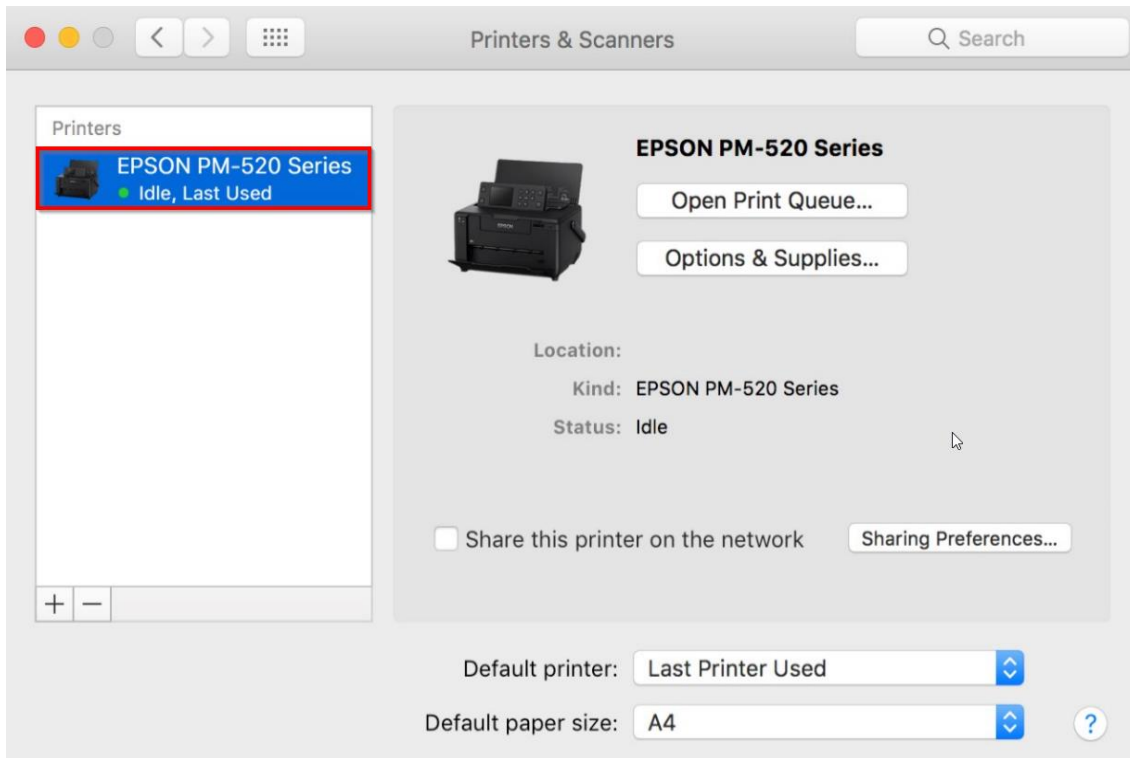 Printers & Scanners
Search
Printers
EPSON PM-520 Series
Idle, Last Used
EPSON PM-520 Series
Open Print Queue...
Options & Supplies...
EPSON
Location:
Kind: EPSON PM-520 Series
Status: Idle
Share this printer on the network
Sharing Preferences...
+ −
Default printer: Last Printer Used
Default paper size: A4
?